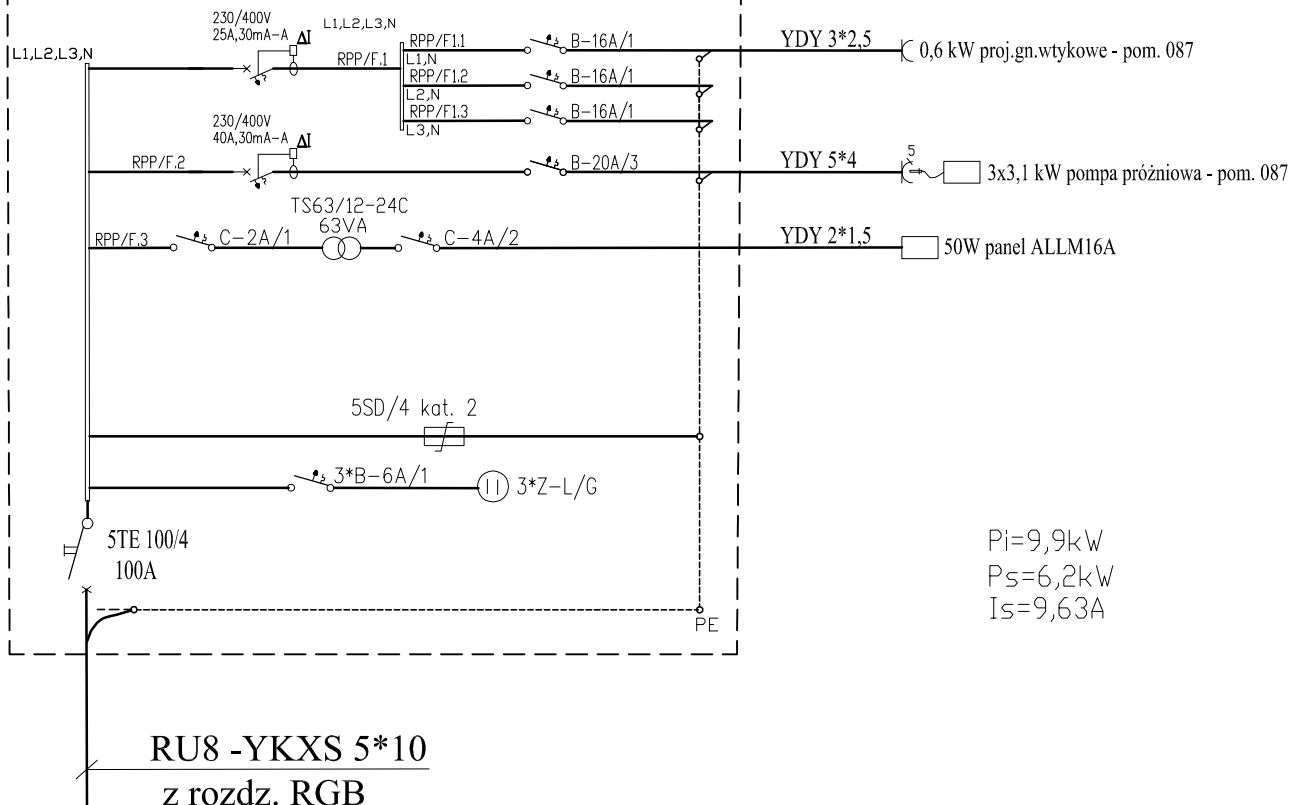 230/400V
25A,30mA-A ΔI
L1,L2,L3,N
L1,L2,L3,N
RPP/F.1
RPP/F1.1
B-16A/1
YDY 3*2,5
0,6 kW proj.gn.wtykowe - pom. 087
L1,N
RPP/F1.2
B-16A/1
L2,N
RPP/F1.3
B-16A/1
L3,N
230/400V
40A,30mA-A ΔI
RPP/F.2
B-20A/3
YDY 5*4
5
3x3,1 kW pompa próżniowa - pom. 087
TS63/12-24C
63VA
RPP/F.3
C-2A/1
C-4A/2
YDY 2*1,5
50W panel ALLM16A
5SD/4 kat. 2
3*B-6A/1
3*Z-L/G
5TE 100/4
100A
Pi=9,9kW
Ps=6,2kW
Is=9,63A
PE
RU8 -YKXS 5*10
z rozdz. RGB